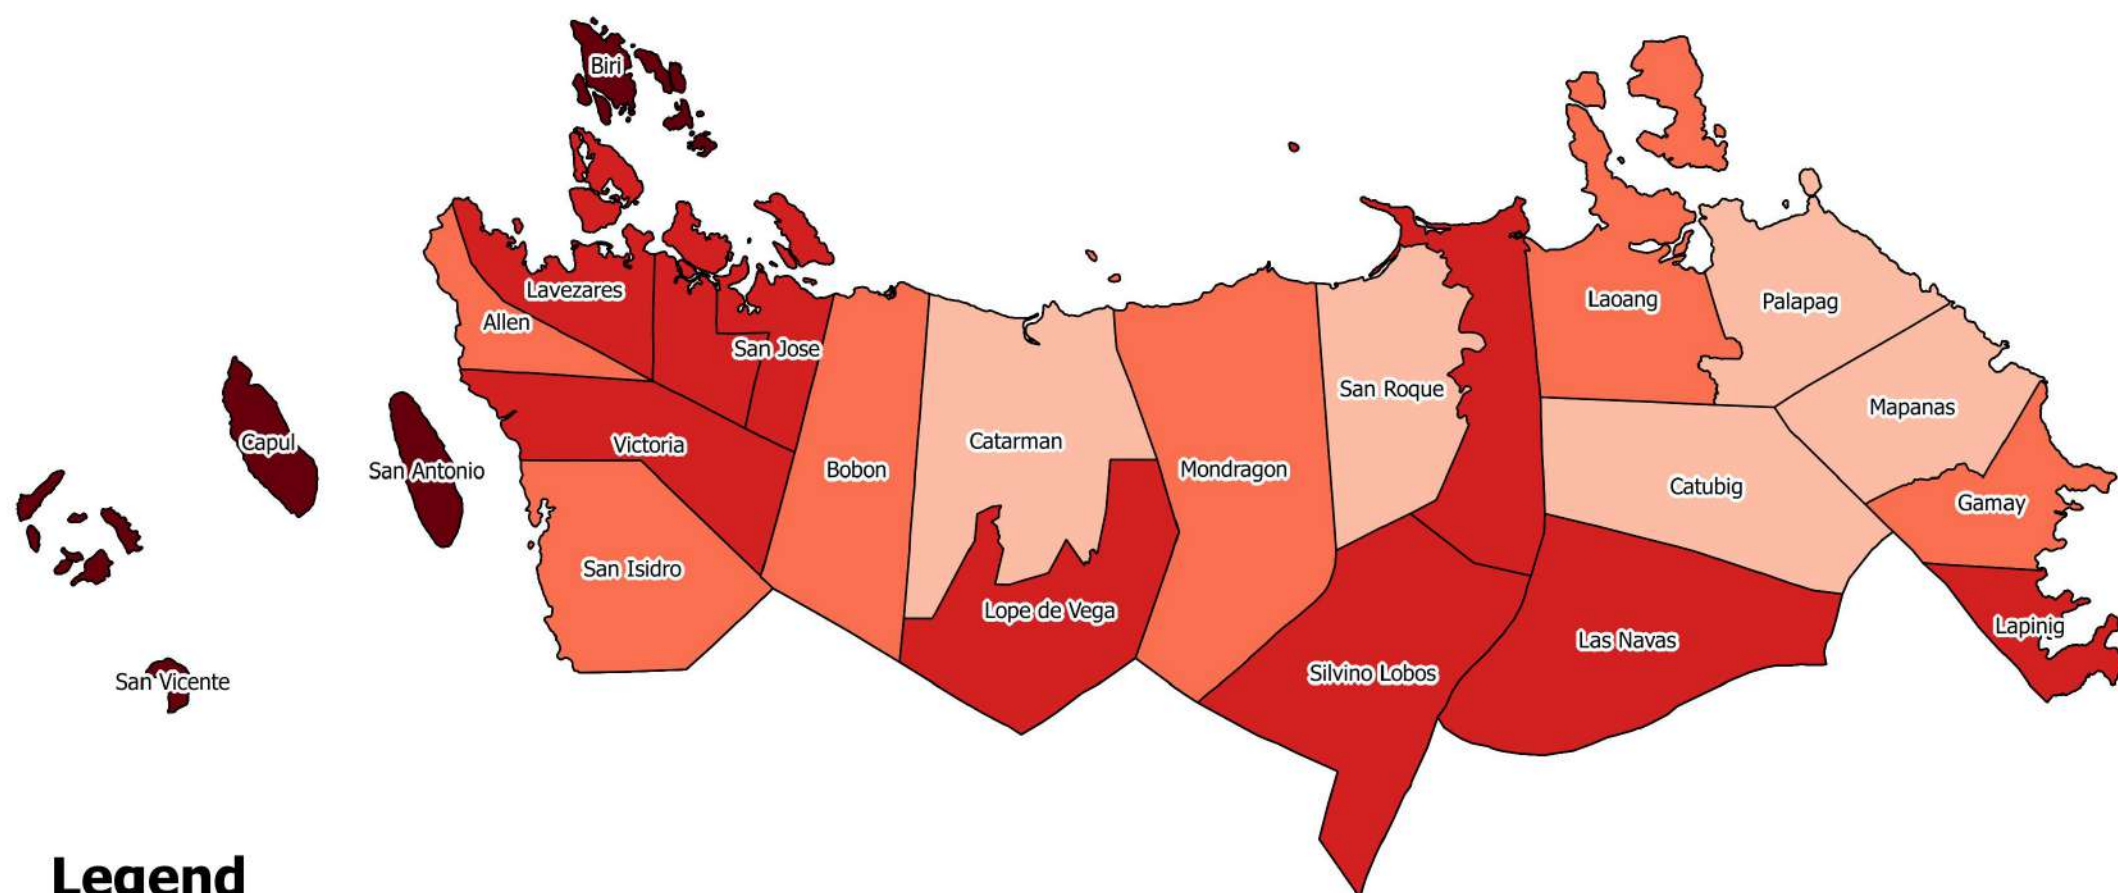 Biri
Lavezares
Laoang
Palapag
Allen
San Jose
San Roque
Mapanas
Capul
San Antonio
Victoria
Bobon
Catarman
Mondragon
Catubig
Gamay
San Isidro
Lope de Vega
Lapinig
Las Navas
San Vicente
Silvino Lobos
Legend